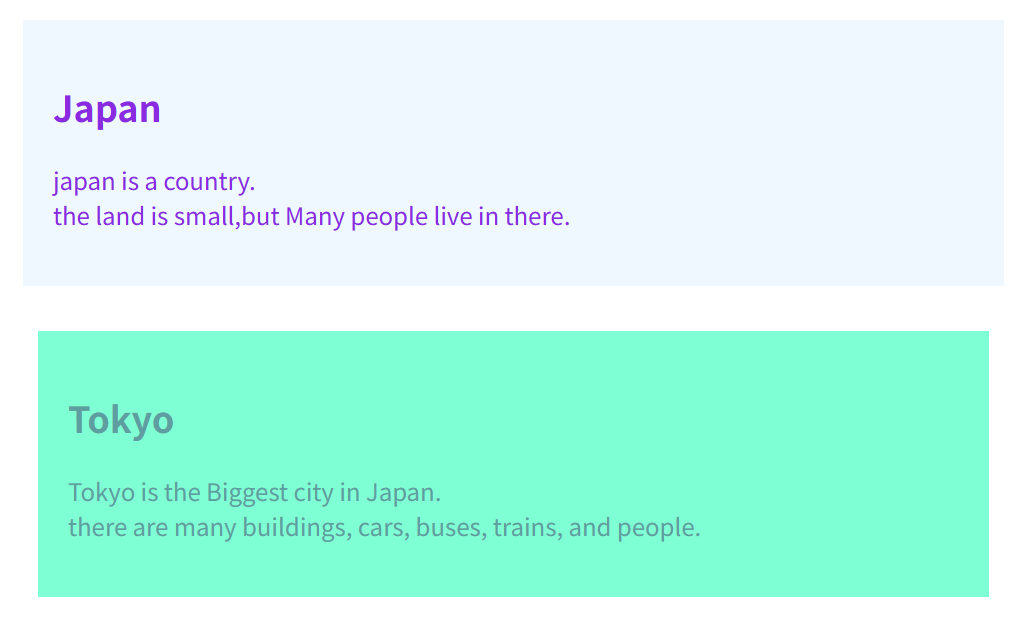 Japan
japan is a country.
the land is small,but Many people live in there.
Tokyo
Tokyo is the Biggest city in Japan.
there are many buildings, cars, buses, trains, and people.